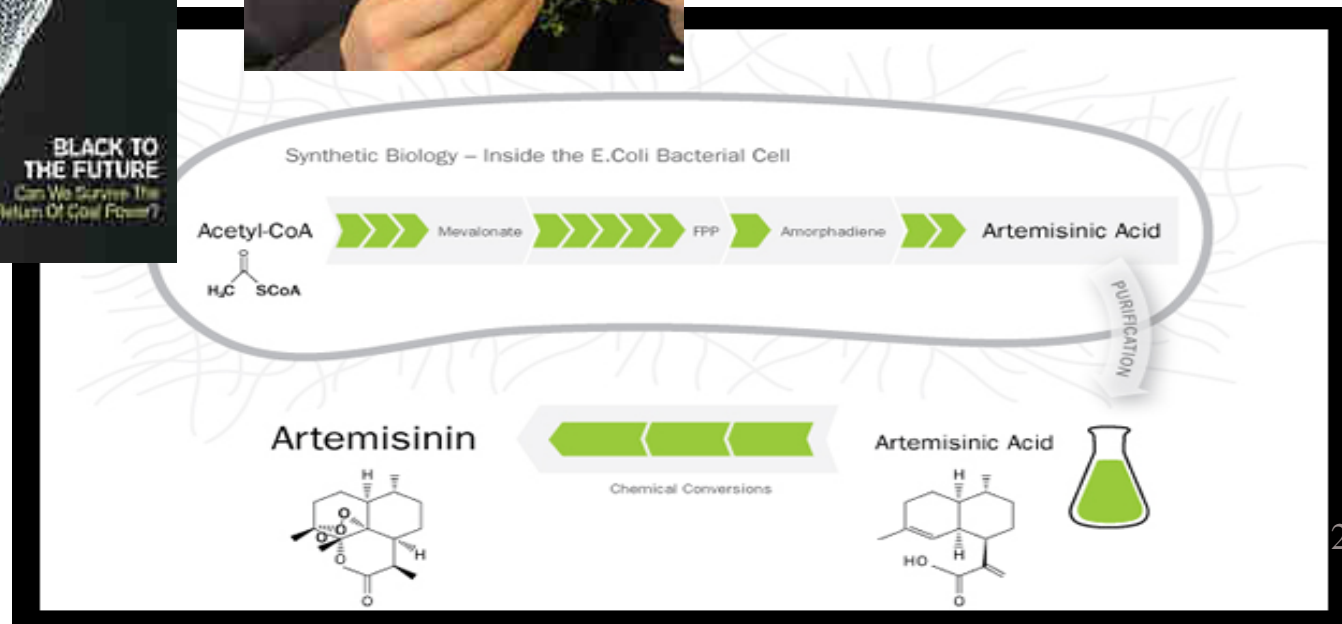 BLACK TO
THE FUTURE
Can We Survive The
Return Of Coal Power?
Synthetic Biology – Inside the E.Coli Bacterial Cell
Acetyl-CoA
Mevalonate
FPP
Amorphadiene
Artemisinic Acid
O
H₃C
SCoA
PURIFICATION
Artemisinin
Chemical Conversions
Artemisinic Acid
H
O
O
O
O
H
O
H
H
HO
O
2